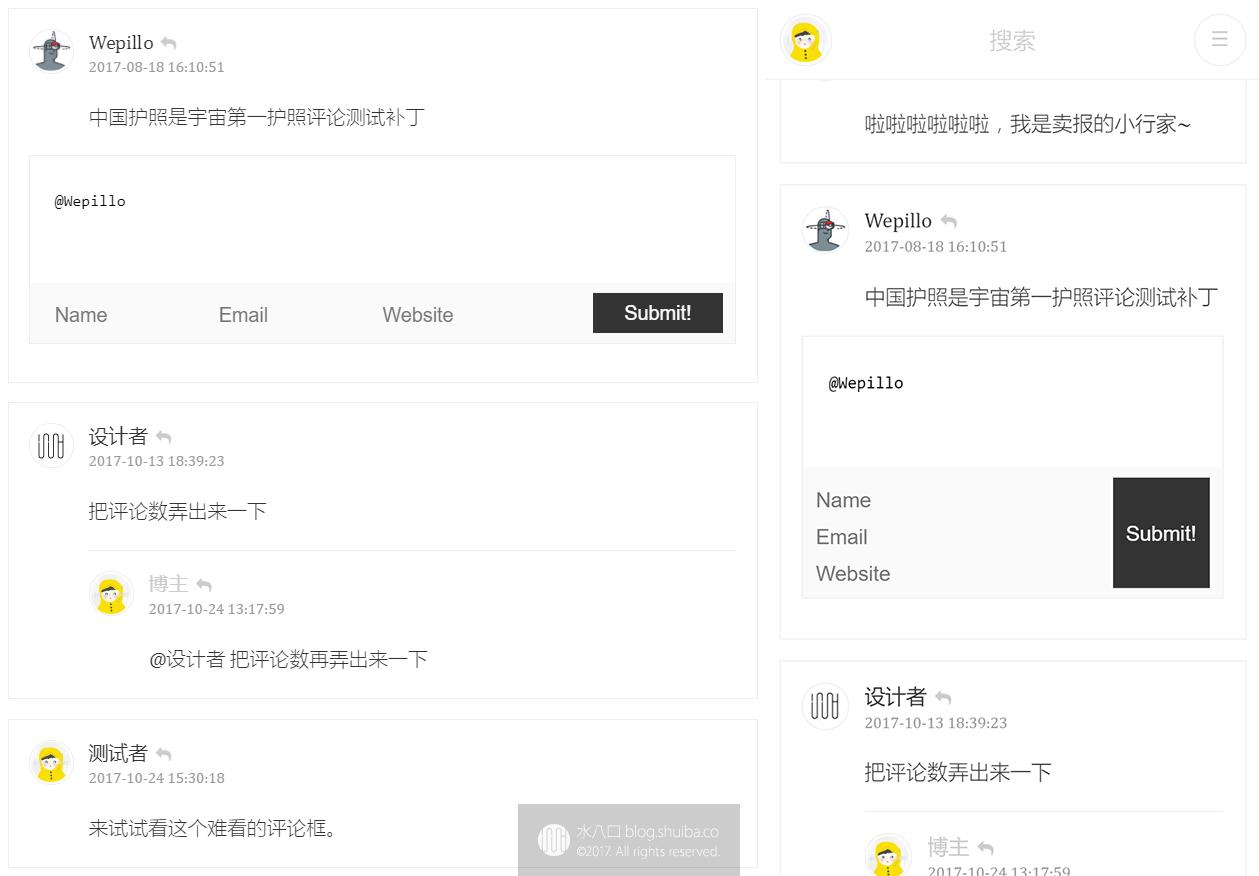 Wepillo
2017-08-18 16:10:51
中国护照是宇宙第一护照评论测试补丁
@Wepillo
Name Email Website Submit!
设计者
2017-10-13 18:39:23
把评论数弄出来一下
博主
2017-10-24 13:17:59
@设计者 把评论数再弄出来一下
测试者
2017-10-24 15:30:18
来试试看这个难看的评论框。
水八口 blog.shuiba.co
©2017. All rights reserved.
搜索
啦啦啦啦啦啦，我是卖报的小行家~
Wepillo
2017-08-18 16:10:51
中国护照是宇宙第一护照评论测试补丁
@Wepillo
Name
Email
Website
Submit!
设计者
2017-10-13 18:39:23
把评论数弄出来一下
博主
2017-10-24 13:17:59